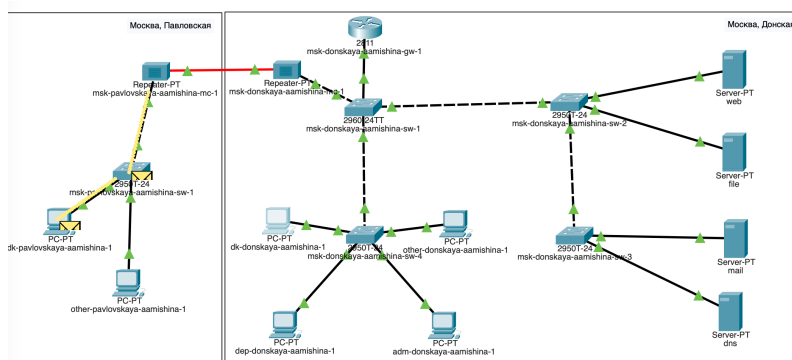 Москва, Павловская
Москва, Донская
2811
msk-donskaya-aamishina-gw-1
Repeater-PT
msk-pavlovskaya-aamishina-mc-1
Repeater-PT
msk-donskaya-aamishina-mc-1
2960-24TT
msk-donskaya-aamishina-sw-1
2950T-24
msk-donskaya-aamishina-sw-2
Server-PT
web
Server-PT
file
2950T-24
msk-pavlovskaya-aamishina-sw-1
PC-PT
dk-pavlovskaya-aamishina-1
PC-PT
other-pavlovskaya-aamishina-1
PC-PT
dk-donskaya-aamishina-1
2950T-24
msk-donskaya-aamishina-sw-4
PC-PT
other-donskaya-aamishina-1
2950T-24
msk-donskaya-aamishina-sw-3
Server-PT
mail
PC-PT
dep-donskaya-aamishina-1
PC-PT
adm-donskaya-aamishina-1
Server-PT
dns